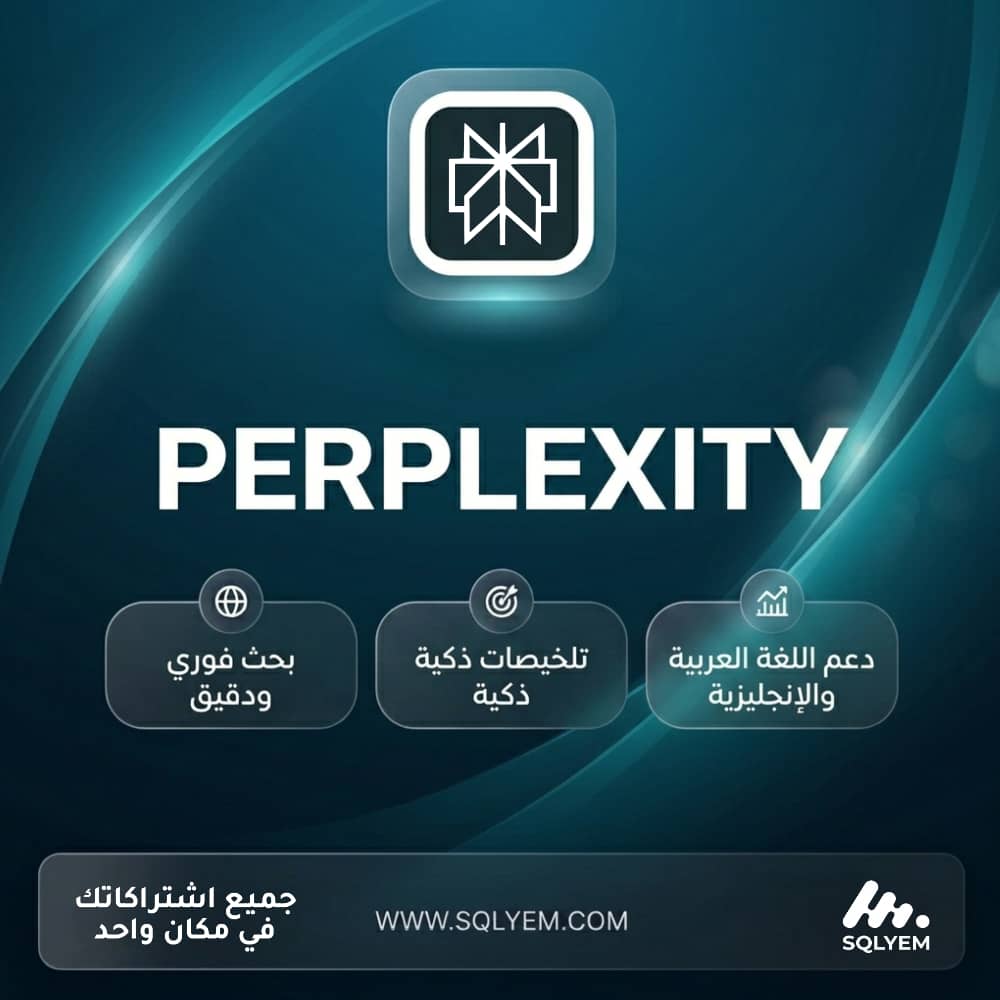 PERPLEXITY
دعم اللغة العربية
والإنجليزية
تلخيصات ذكية
ذكية
بحث فوري
ودقيق
جميع اشتراكاتك
في مكان واحد
WWW.SQLYEM.COM
SQLYEM